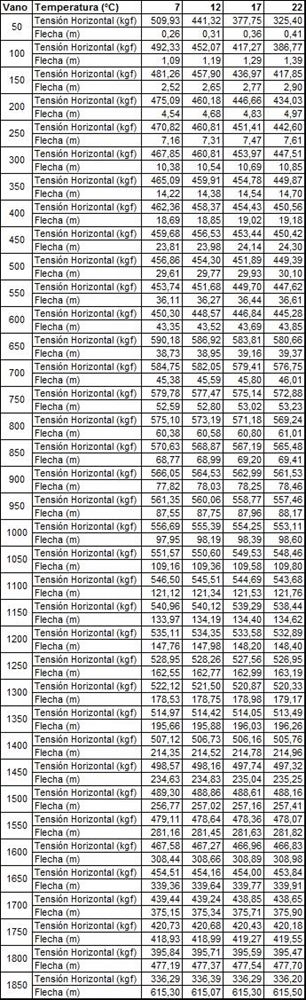 Vano Temperatura (°C) 7 12 17 22
50 Tensión Horizontal (kgf) 509,93 441,32 377,75 325,40
Flecha (m) 0,26 0,31 0,36 0,41
100 Tensión Horizontal (kgf) 492,33 452,07 417,27 386,77
Flecha (m) 1,09 1,19 1,29 1,39
150 Tensión Horizontal (kgf) 481,26 457,90 436,97 417,85
Flecha (m) 2,52 2,65 2,77 2,90
200 Tensión Horizontal (kgf) 475,09 460,18 446,66 434,03
Flecha (m) 4,54 4,68 4,83 4,97
250 Tensión Horizontal (kgf) 470,82 460,81 451,41 442,60
Flecha (m) 7,16 7,31 7,47 7,61
300 Tensión Horizontal (kgf) 467,85 460,81 453,97 447,51
Flecha (m) 10,38 10,54 10,69 10,85
350 Tensión Horizontal (kgf) 465,09 459,91 454,78 449,87
Flecha (m) 14,22 14,38 14,54 14,70
400 Tensión Horizontal (kgf) 462,36 458,37 454,43 450,56
Flecha (m) 18,69 18,85 19,02 19,18
450 Tensión Horizontal (kgf) 459,68 456,53 453,44 450,42
Flecha (m) 23,81 23,98 24,14 24,30
500 Tensión Horizontal (kgf) 456,86 454,30 451,89 449,39
Flecha (m) 29,61 29,77 29,93 30,10
550 Tensión Horizontal (kgf) 453,74 451,68 449,70 447,62
Flecha (m) 36,11 36,27 36,44 36,61
600 Tensión Horizontal (kgf) 450,30 448,57 446,84 445,28
Flecha (m) 43,35 43,52 43,69 43,85
650 Tensión Horizontal (kgf) 590,18 586,92 583,81 580,66
Flecha (m) 38,73 38,95 39,16 39,37
700 Tensión Horizontal (kgf) 584,75 582,05 579,41 576,75
Flecha (m) 45,38 45,59 45,80 46,01
750 Tensión Horizontal (kgf) 579,78 577,47 575,14 572,88
Flecha (m) 52,59 52,80 53,02 53,23
800 Tensión Horizontal (kgf) 575,10 573,19 571,18 569,24
Flecha (m) 60,38 60,58 60,80 61,01
850 Tensión Horizontal (kgf) 570,63 568,87 567,19 565,48
Flecha (m) 68,77 68,99 69,20 69,41
900 Tensión Horizontal (kgf) 566,05 564,53 562,99 561,53
Flecha (m) 77,82 78,03 78,25 78,46
950 Tensión Horizontal (kgf) 561,35 560,06 558,77 557,46
Flecha (m) 87,55 87,75 87,96 88,17
1000 Tensión Horizontal (kgf) 556,69 555,39 554,25 553,11
Flecha (m) 97,95 98,19 98,39 98,60
1050 Tensión Horizontal (kgf) 551,57 550,60 549,53 548,46
Flecha (m) 109,16 109,36 109,58 109,80
1100 Tensión Horizontal (kgf) 546,50 545,51 544,69 543,68
Flecha (m) 121,12 121,34 121,53 121,76
1150 Tensión Horizontal (kgf) 540,96 540,12 539,29 538,44
Flecha (m) 133,97 134,19 134,40 134,62
1200 Tensión Horizontal (kgf) 535,11 534,35 533,58 532,89
Flecha (m) 147,76 147,98 148,20 148,40
1250 Tensión Horizontal (kgf) 528,95 528,26 527,56 526,95
Flecha (m) 162,55 162,77 162,99 163,19
1300 Tensión Horizontal (kgf) 522,12 521,50 520,87 520,33
Flecha (m) 178,53 178,75 178,98 179,17
1350 Tensión Horizontal (kgf) 514,97 514,42 514,05 513,49
Flecha (m) 195,66 195,88 196,03 196,26
1400 Tensión Horizontal (kgf) 507,12 506,73 506,16 505,76
Flecha (m) 214,35 214,52 214,78 214,96
1450 Tensión Horizontal (kgf) 498,57 498,16 497,74 497,32
Flecha (m) 234,63 234,83 235,04 235,25
1500 Tensión Horizontal (kgf) 489,30 488,86 488,61 488,16
Flecha (m) 256,77 257,02 257,16 257,41
1550 Tensión Horizontal (kgf) 479,11 478,64 478,36 478,07
Flecha (m) 281,16 281,45 281,63 281,82
1600 Tensión Horizontal (kgf) 467,58 467,27 466,96 466,83
Flecha (m) 308,44 308,66 308,89 308,98
1650 Tensión Horizontal (kgf) 454,51 454,16 454,00 453,84
Flecha (m) 339,36 339,64 339,77 339,91
1700 Tensión Horizontal (kgf) 439,44 439,24 438,85 438,65
Flecha (m) 375,15 375,34 375,71 375,90
1750 Tensión Horizontal (kgf) 420,73 420,68 420,43 420,18
Flecha (m) 418,93 418,99 419,27 419,55
1800 Tensión Horizontal (kgf) 395,84 395,71 395,59 395,47
Flecha (m) 477,19 477,37 477,54 477,70
1850 Tensión Horizontal (kgf) 336,29 336,39 336,29 336,29
Flecha (m) 615,30 615,07 615,30 615,50